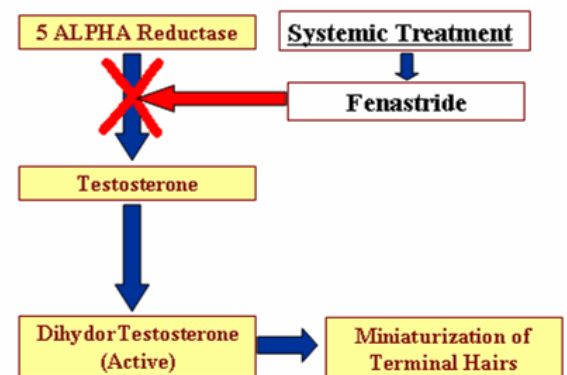 5 ALPHA Reductase
Systemic Treatment
Fenastride
Testosterone
DihydorTestosterone
(Active)
Miniaturization of
Terminal Hairs